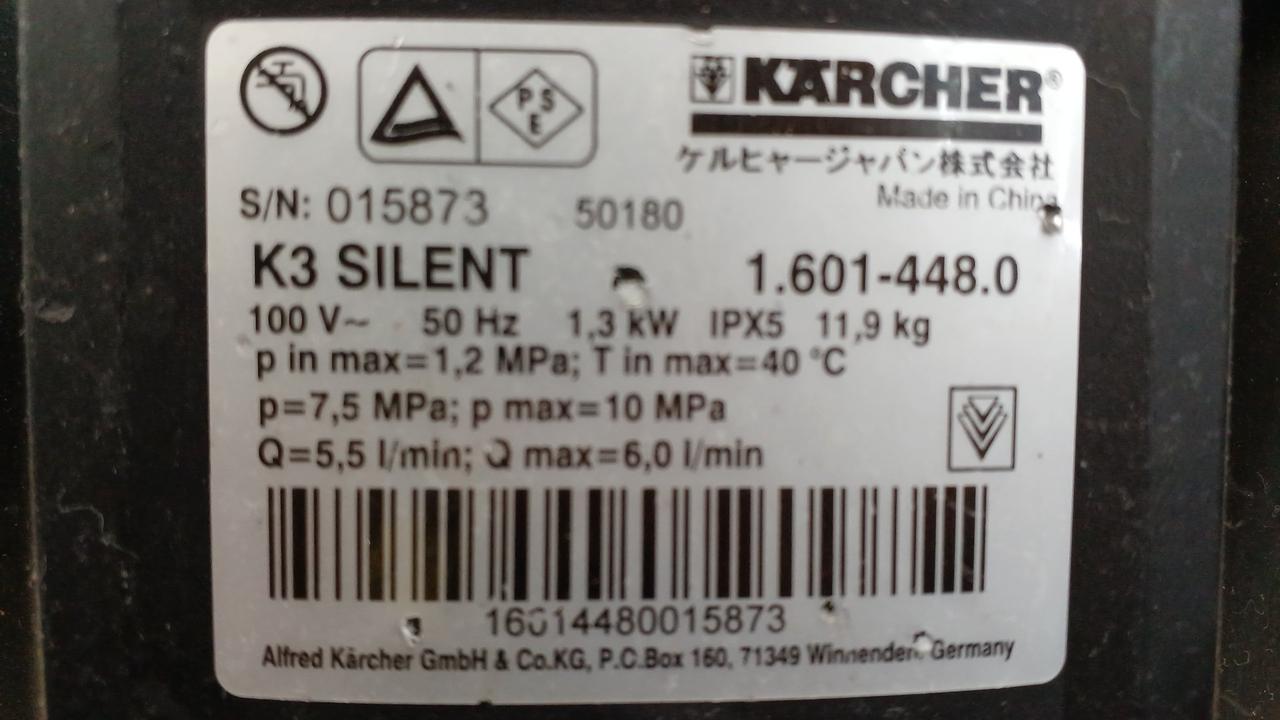 PSE
KÄRCHER®
ケルヒャージャパン株式会社
Made in China
S/N: 015873 50180
K3 SILENT 1.601-448.0
100 V~ 50 Hz 1,3 kW IPX5 11,9 kg
p in max=1,2 MPa; T in max=40 °C
p=7,5 MPa; p max=10 MPa
Q=5,5 l/min; Q max=6,0 l/min
16014480015873
Alfred Kärcher GmbH & Co.KG, P.C.Box 160, 71349 Winnenden, Germany